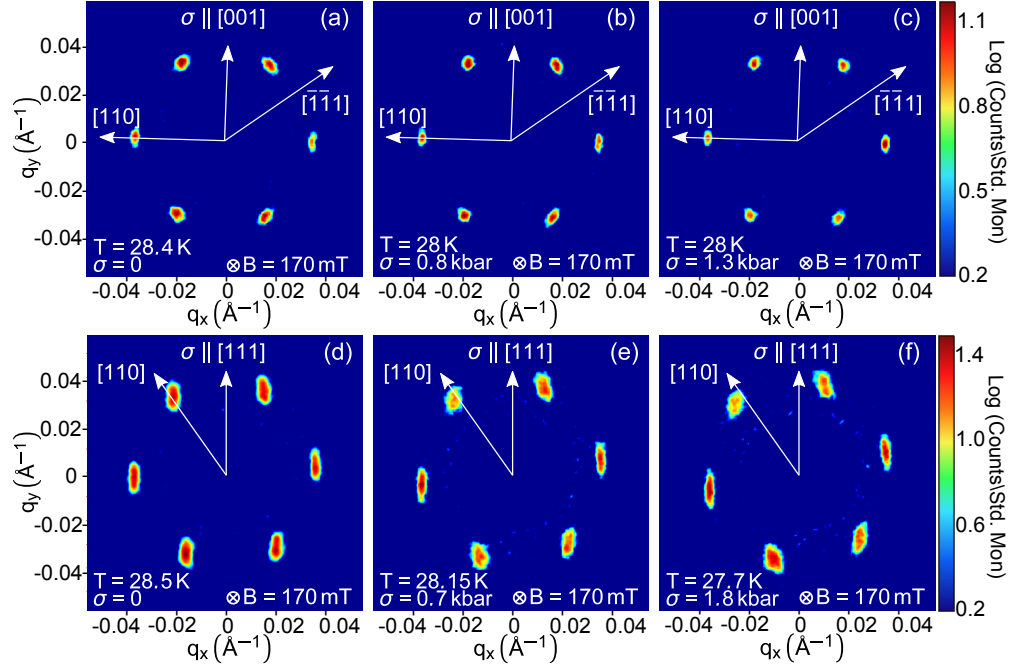 σ ∥ [001] (a)
0.04
0.02
0
-0.02
-0.04
q_y (Å⁻¹)
[110]
[1̅1̅1]
T = 28.4 K
σ = 0
⊗B = 170 mT
-0.04 -0.02 0 0.02 0.04
q_x (Å⁻¹)
σ ∥ [001] (b)
[110]
[1̅1̅1]
T = 28 K
σ = 0.8 kbar
⊗B = 170 mT
-0.04 -0.02 0 0.02 0.04
q_x (Å⁻¹)
σ ∥ [001] (c)
[110]
[1̅1̅1]
T = 28 K
σ = 1.3 kbar
⊗B = 170 mT
-0.04 -0.02 0 0.02 0.04
q_x (Å⁻¹)
1.1
0.8
0.5
0.2
Log (Counts\Std. Mon)
σ ∥ [111] (d)
0.04
0.02
0
-0.02
-0.04
q_y (Å⁻¹)
[110]
T = 28.5 K
σ = 0
⊗B = 170 mT
-0.04 -0.02 0 0.02 0.04
q_x (Å⁻¹)
σ ∥ [111] (e)
[110]
T = 28.15 K
σ = 0.7 kbar
⊗B = 170 mT
-0.04 -0.02 0 0.02 0.04
q_x (Å⁻¹)
σ ∥ [111] (f)
[110]
T = 27.7 K
σ = 1.8 kbar
⊗B = 170 mT
-0.04 -0.02 0 0.02 0.04
q_x (Å⁻¹)
1.4
1.0
0.6
0.2
Log (Counts\Std. Mon)